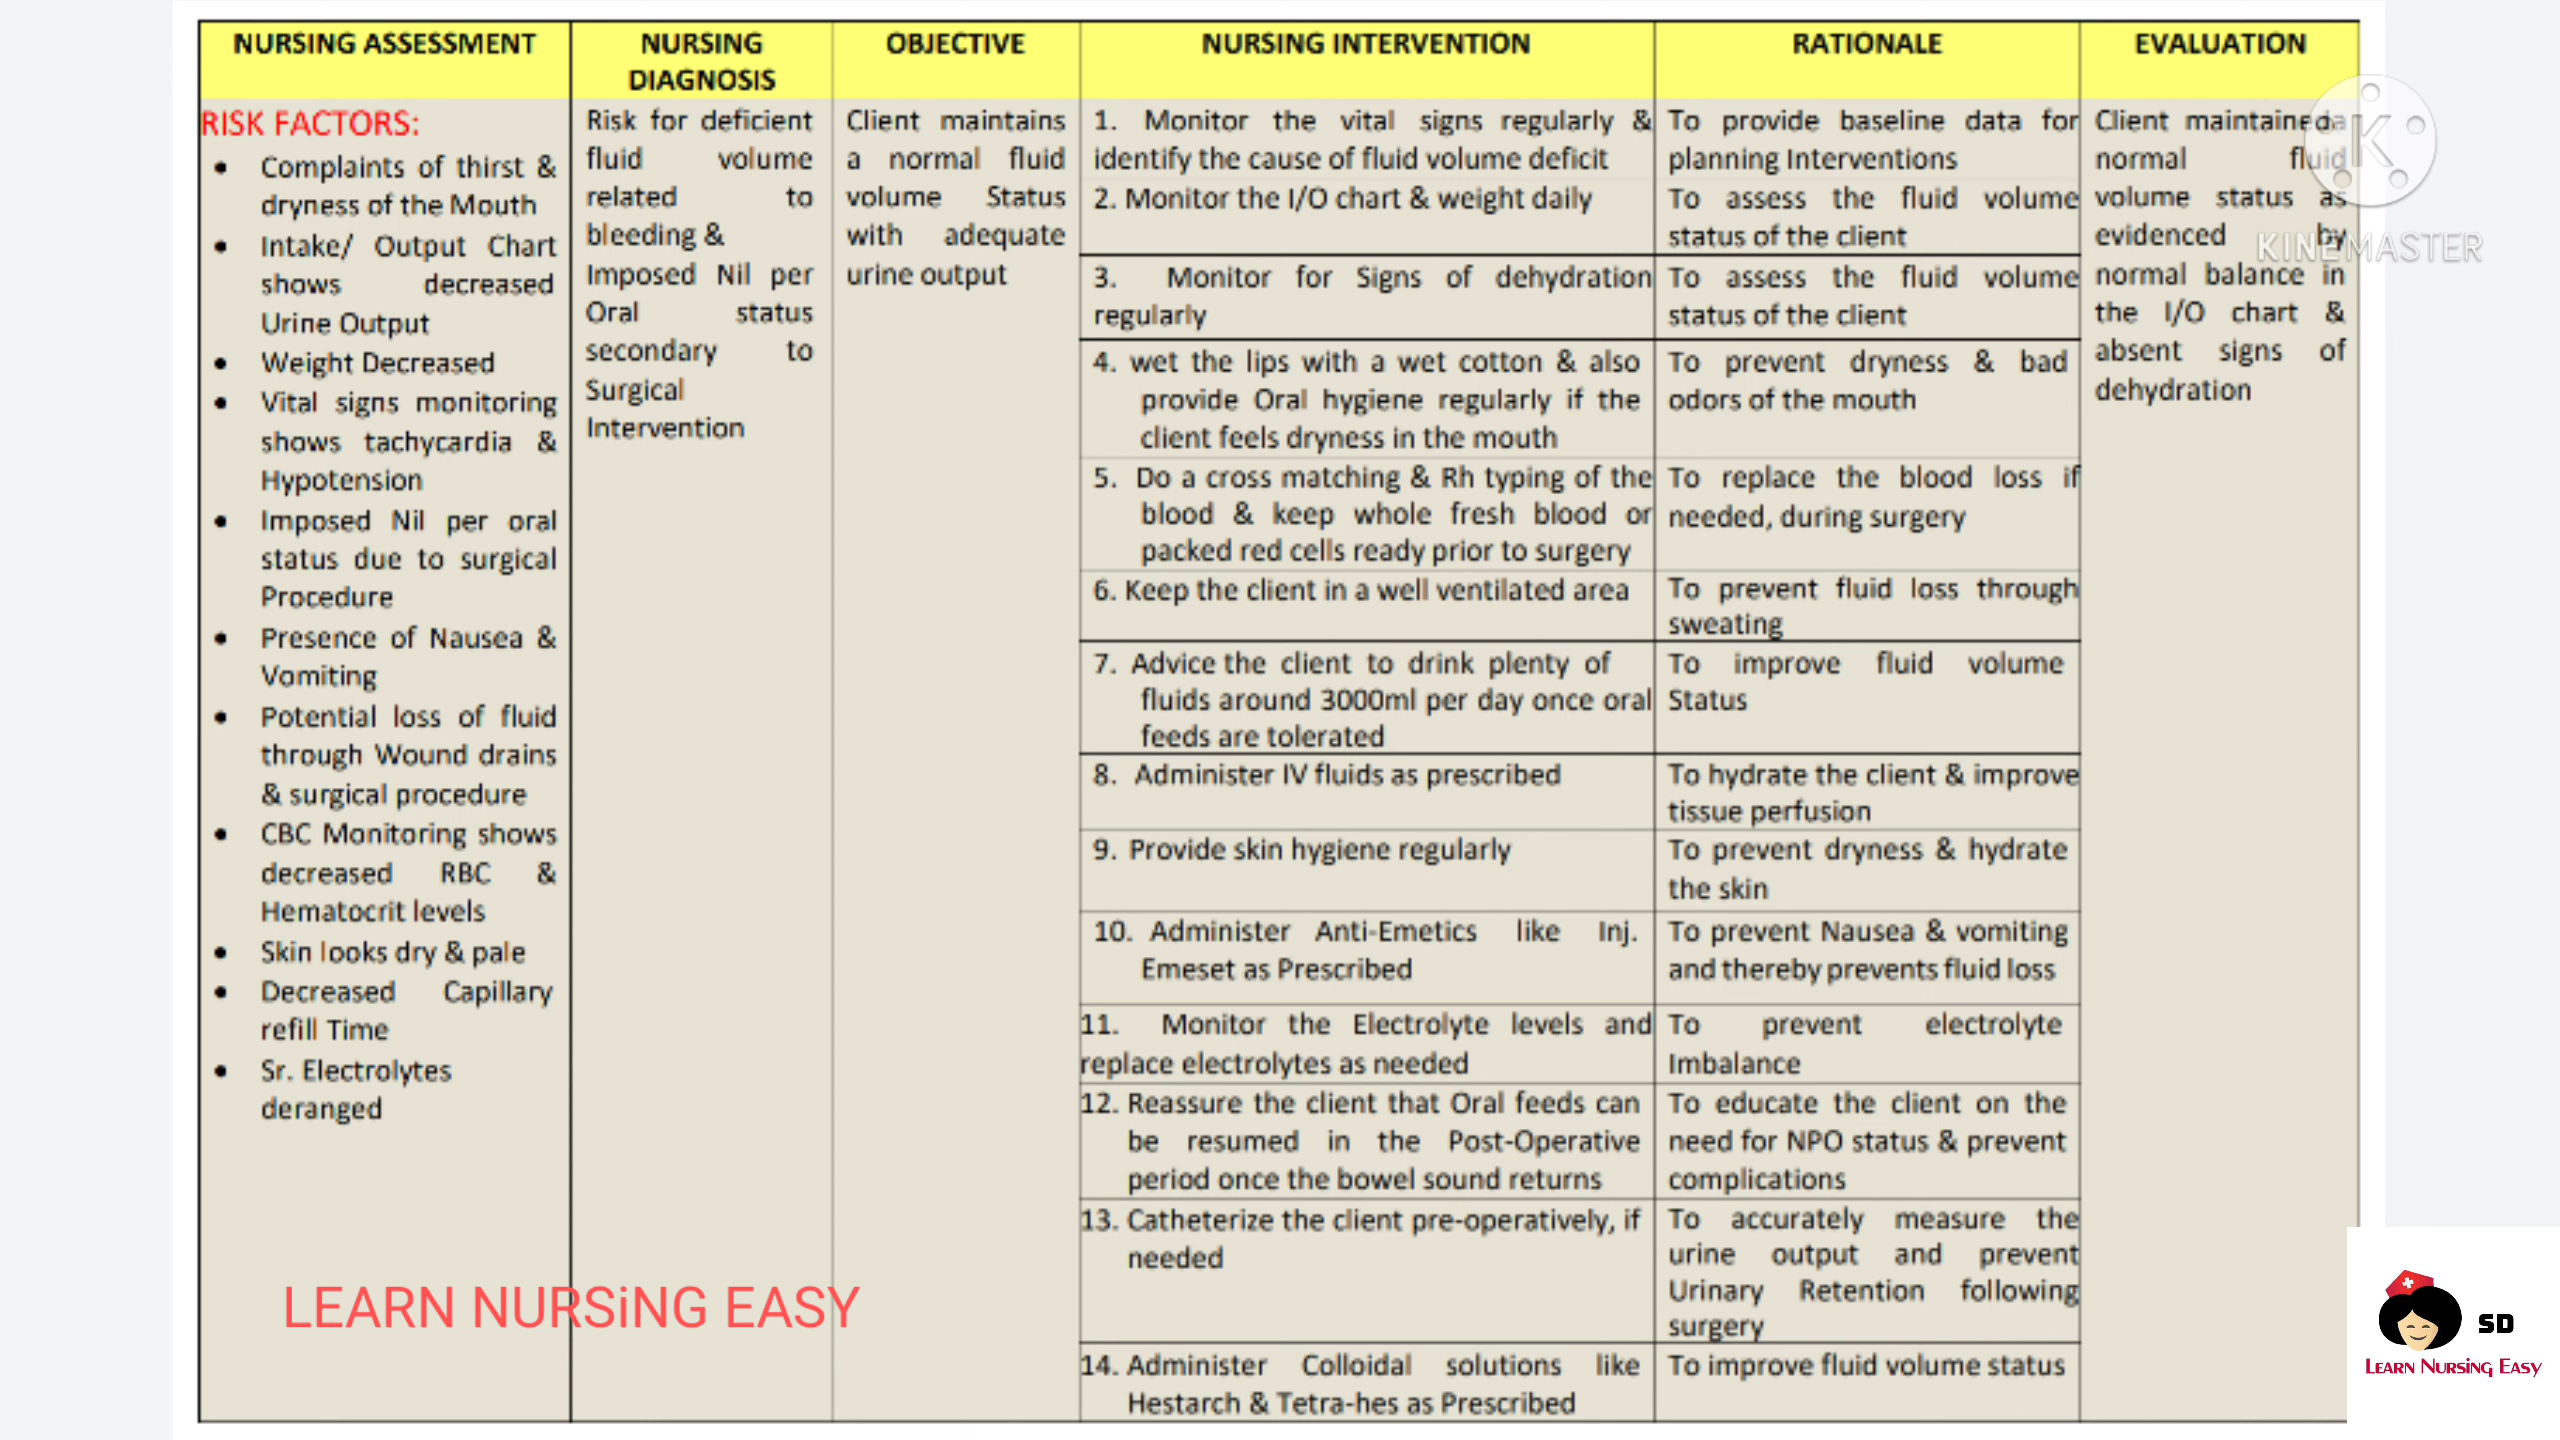 NURSING ASSESSMENT
NURSING
DIAGNOSIS
OBJECTIVE
NURSING INTERVENTION
RATIONALE
EVALUATION
RISK FACTORS:
• Complaints of thirst &
dryness of the Mouth
• Intake/ Output Chart
shows decreased
Urine Output
• Weight Decreased
• Vital signs monitoring
shows tachycardia &
Hypotension
• Imposed Nil per oral
status due to surgical
Procedure
• Presence of Nausea &
Vomiting
• Potential loss of fluid
through Wound drains
& surgical procedure
• CBC Monitoring shows
decreased RBC &
Hematocrit levels
• Skin looks dry & pale
• Decreased Capillary
refill Time
• Sr. Electrolytes
deranged
Risk for deficient
fluid volume
related to
bleeding &
Imposed Nil per
Oral status
secondary to
Surgical
Intervention
Client maintains
a normal fluid
volume Status
with adequate
urine output
1. Monitor the vital signs regularly &
identify the cause of fluid volume deficit
To provide baseline data for
planning Interventions
2. Monitor the I/O chart & weight daily
To assess the fluid volume
status of the client
3. Monitor for Signs of dehydration
regularly
To assess the fluid volume
status of the client
4. wet the lips with a wet cotton & also
provide Oral hygiene regularly if the
client feels dryness in the mouth
To prevent dryness & bad
odors of the mouth
5. Do a cross matching & Rh typing of the
blood & keep whole fresh blood or
packed red cells ready prior to surgery
To replace the blood loss if
needed, during surgery
6. Keep the client in a well ventilated area
To prevent fluid loss through
sweating
7. Advice the client to drink plenty of
fluids around 3000ml per day once oral
feeds are tolerated
To improve fluid volume
Status
8. Administer IV fluids as prescribed
To hydrate the client & improve
tissue perfusion
9. Provide skin hygiene regularly
To prevent dryness & hydrate
the skin
10. Administer Anti-Emetics like Inj.
Emeset as Prescribed
To prevent Nausea & vomiting
and thereby prevents fluid loss
11. Monitor the Electrolyte levels and
replace electrolytes as needed
To prevent electrolyte
Imbalance
12. Reassure the client that Oral feeds can
be resumed in the Post-Operative
period once the bowel sound returns
To educate the client on the
need for NPO status & prevent
complications
13. Catheterize the client pre-operatively, if
needed
To accurately measure the
urine output and prevent
Urinary Retention following
surgery
14. Administer Colloidal solutions like
Hestarch & Tetra-hes as Prescribed
To improve fluid volume status
Client maintained a
normal fluid
volume status as
evidenced by
normal balance in
the I/O chart &
absent signs of
dehydration
K
KINEMASTER
LEARN NURSiNG EASY
SD
LEARN NURSiNG EASY